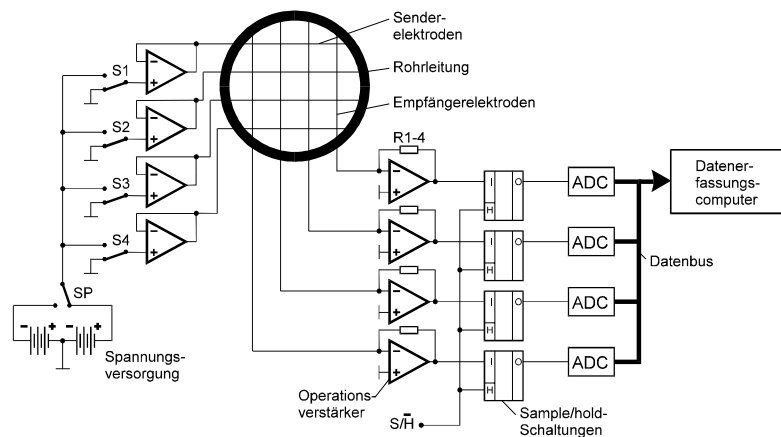 Sender-
elektroden
Rohrleitung
Empfängerelektroden
S1
- +
S2
- +
S3
- +
S4
- +
SP
- + - +
Spannungs-
versorgung
R1-4
- +
I O
H
ADC
- +
I O
H
ADC
- +
I O
H
ADC
- +
I O
H
ADC
Datener-
fassungs-
computer
Datenbus
Operations-
verstärker
S/H̅
Sample/hold-
Schaltungen